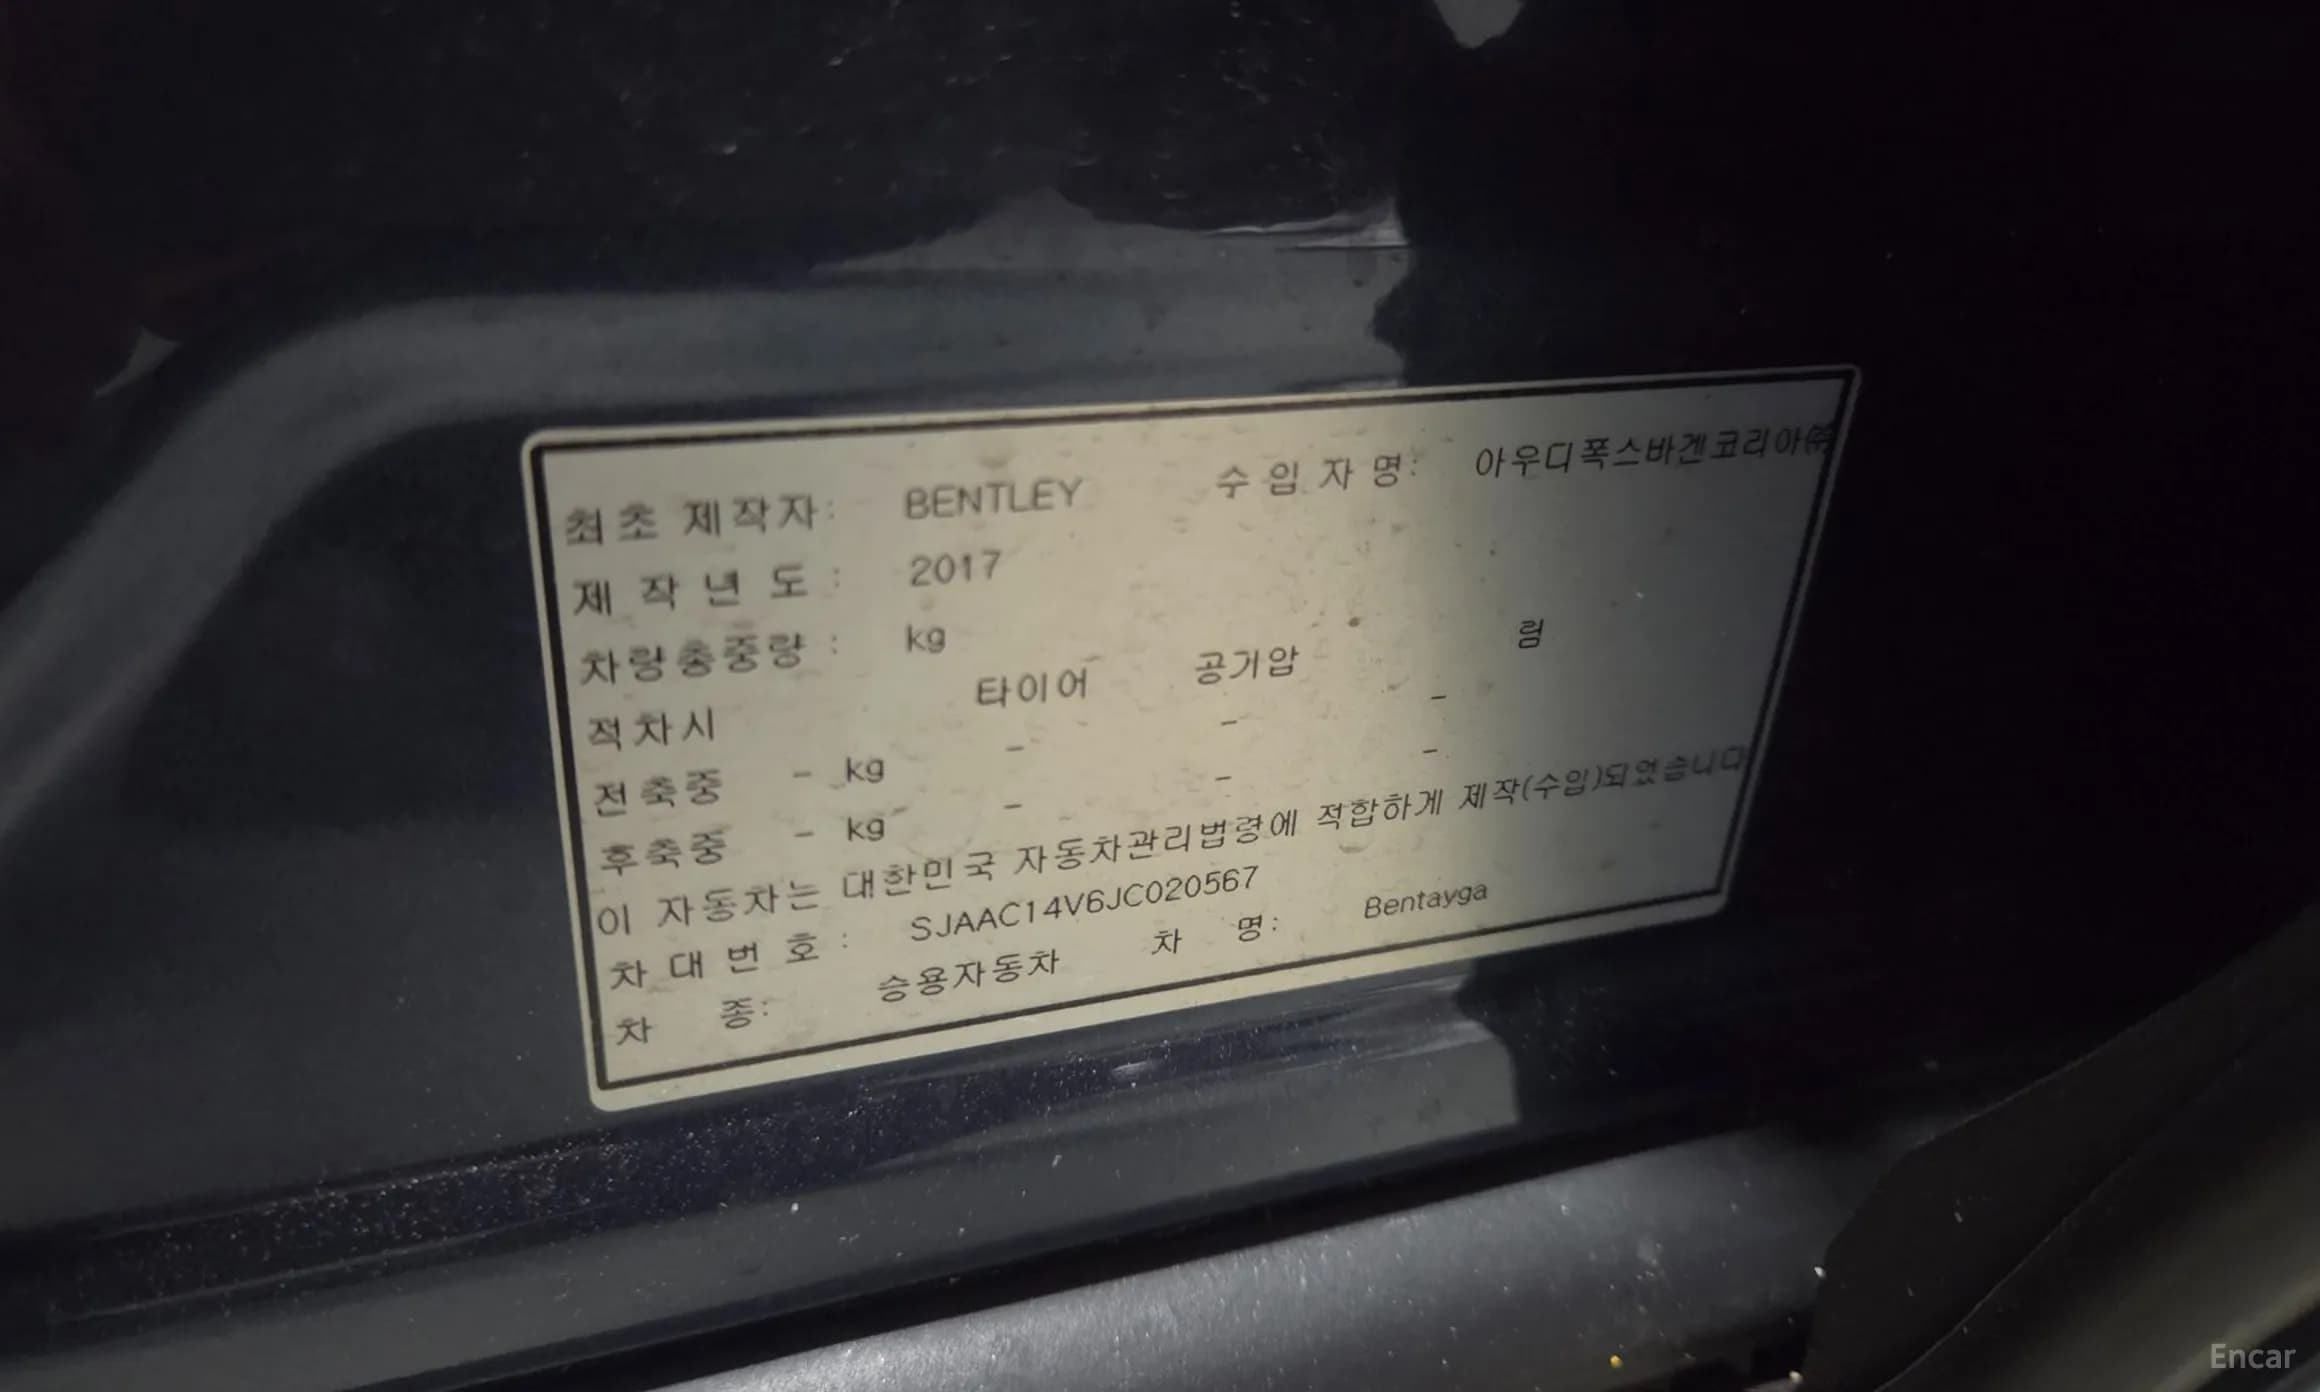 최초 제작자: BENTLEY 수입자명: 아우디폭스바겐코리아㈜
제작년도: 2017
차량총중량: kg
적차시 타이어 공기압 림
전축중 - kg - - -
후축중 - kg - - -
이 자동차는 대한민국 자동차관리법령에 적합하게 제작(수입)되었습니다
차대번호: SJAAC14V6JC020567
차 종: 승용자동차 차 명: Bentayga
Encar